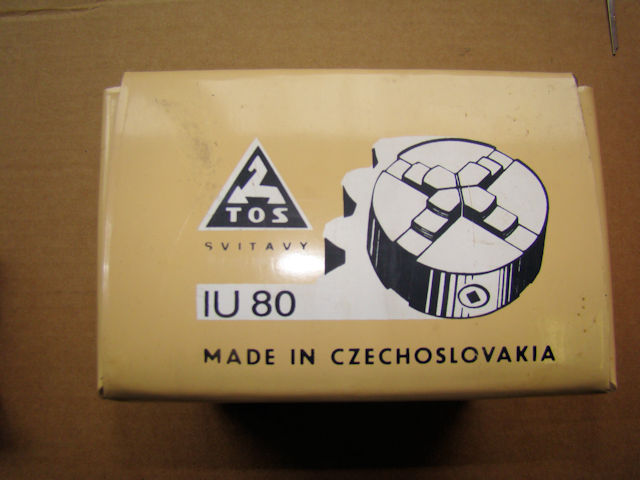 TOS
SVITAVY
IU 80
MADE IN CZECHOSLOVAKIA